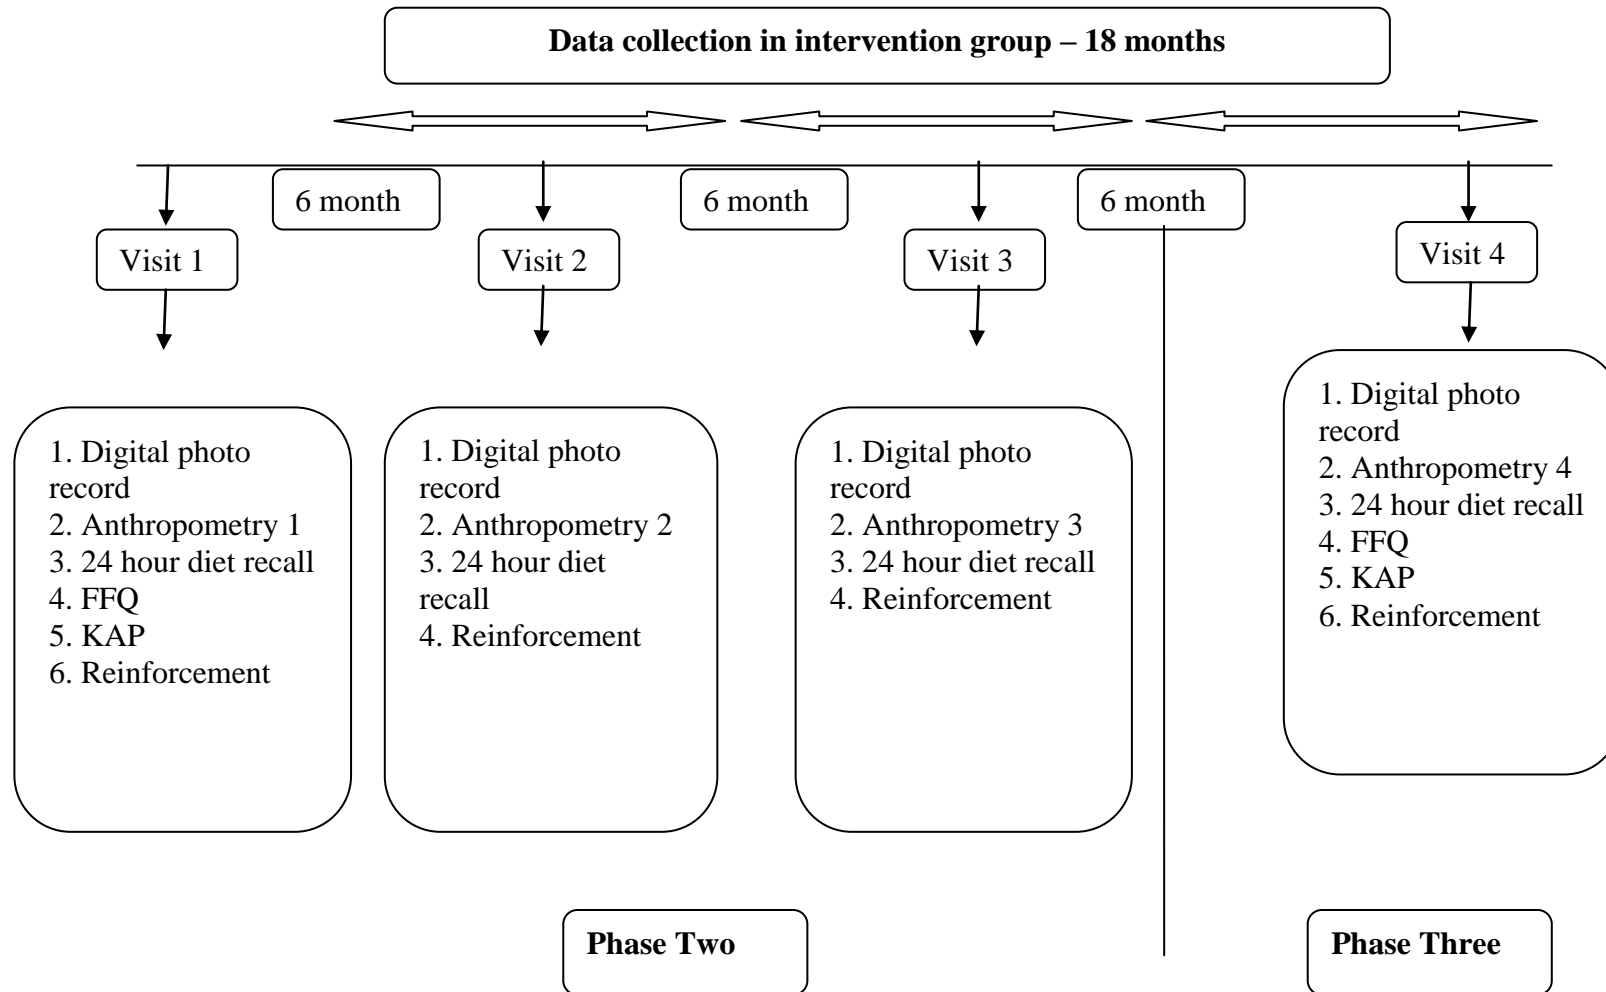 Data collection in intervention group – 18 months
6 month
6 month
6 month
Visit 1
Visit 2
Visit 3
Visit 4
1. Digital photo
record
2. Anthropometry 1
3. 24 hour diet recall
4. FFQ
5. KAP
6. Reinforcement
1. Digital photo
record
2. Anthropometry 2
3. 24 hour diet
recall
4. Reinforcement
1. Digital photo
record
2. Anthropometry 3
3. 24 hour diet recall
4. Reinforcement
1. Digital photo
record
2. Anthropometry 4
3. 24 hour diet recall
4. FFQ
5. KAP
6. Reinforcement
Phase Two
Phase Three